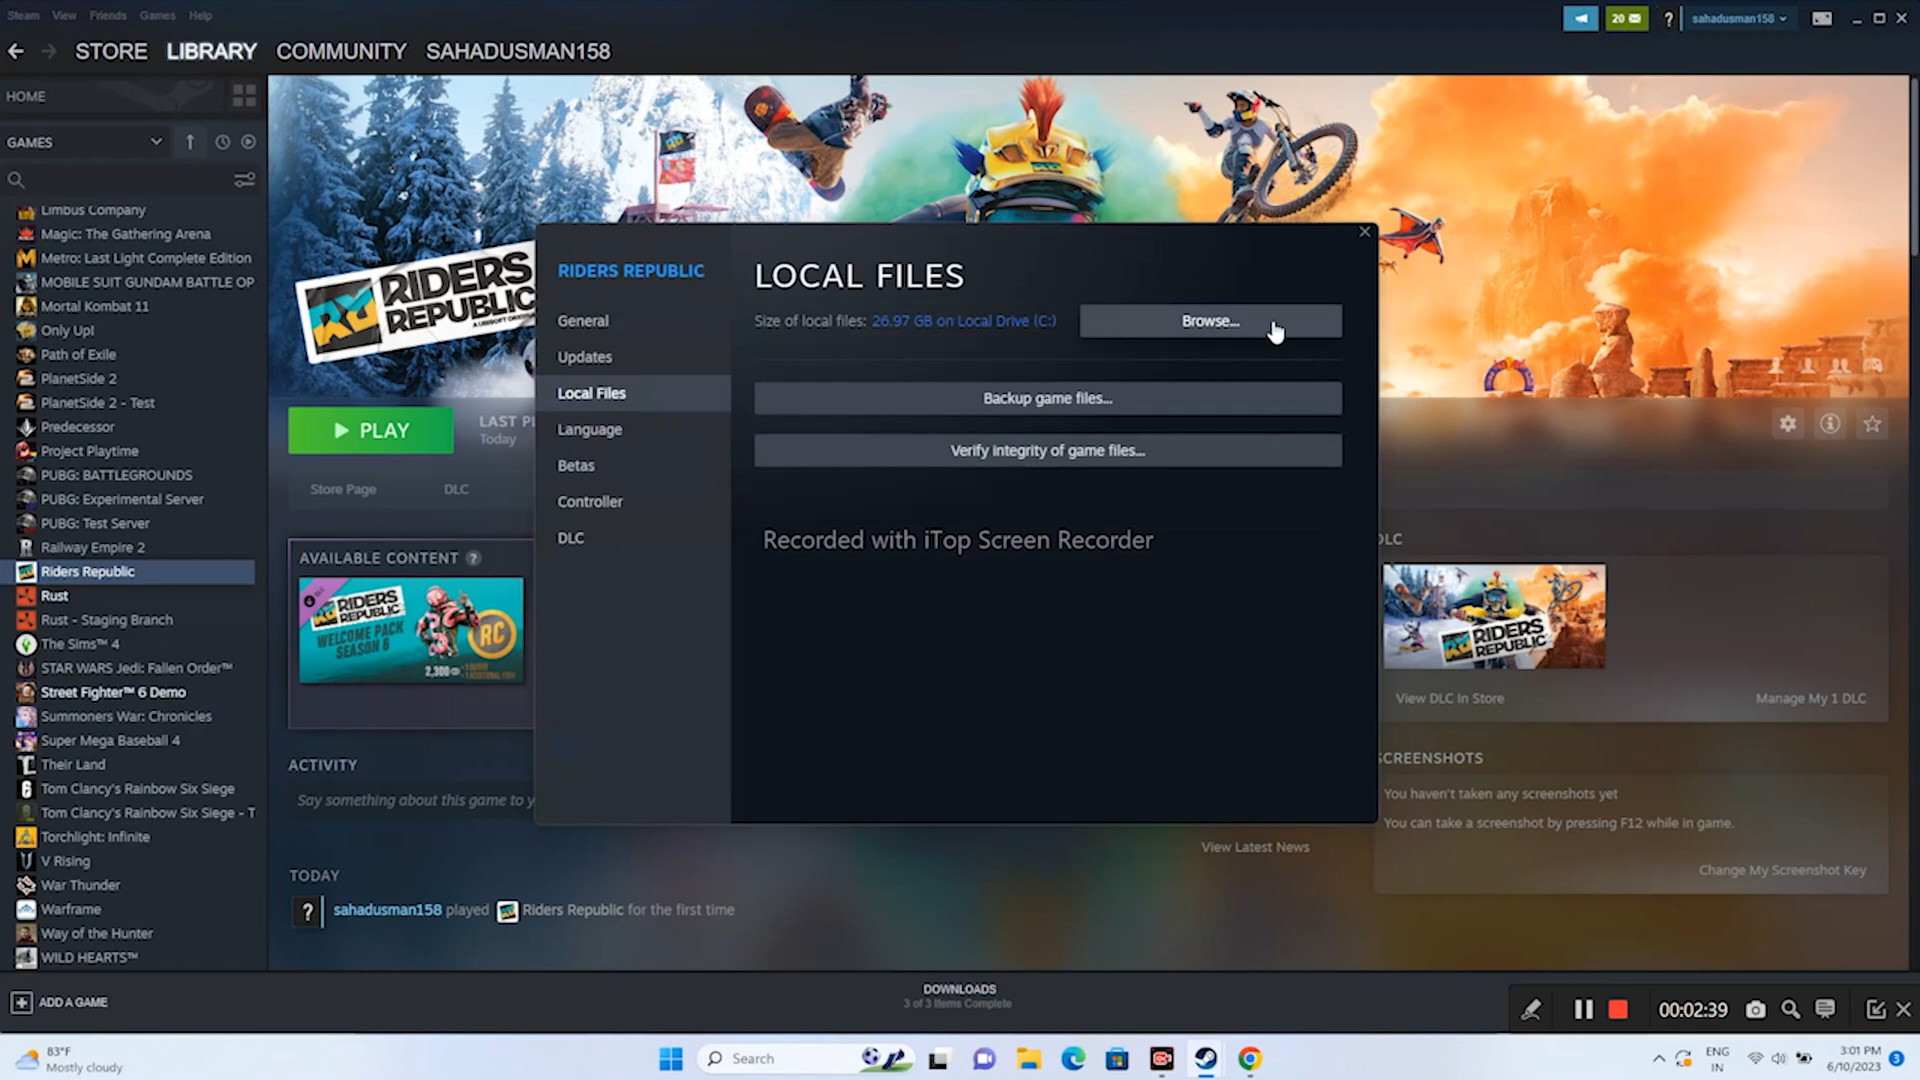 Steam View Friends Games Help
20
?
sahadusman158
STORE LIBRARY COMMUNITY SAHADUSMAN158
HOME
GAMES
Limbus Company
Magic: The Gathering Arena
Metro: Last Light Complete Edition
MOBILE SUIT GUNDAM BATTLE OP
Mortal Kombat 11
Only Up!
Path of Exile
PlanetSide 2
PlanetSide 2 - Test
Predecessor
Project Playtime
PUBG: BATTLEGROUNDS
PUBG: Experimental Server
PUBG: Test Server
Railway Empire 2
Riders Republic
Rust
Rust - Staging Branch
The Sims™ 4
STAR WARS Jedi: Fallen Order™
Street Fighter™ 6 Demo
Summoners War: Chronicles
Super Mega Baseball 4
Their Land
Tom Clancy's Rainbow Six Siege
Tom Clancy's Rainbow Six Siege - T
Torchlight: Infinite
V Rising
War Thunder
Warframe
Way of the Hunter
WILD HEARTS™
ADD A GAME
RIDERS
REPUBLIC
PLAY
LAST PL
Today
Store Page
DLC
AVAILABLE CONTENT ?
RIDERS
REPUBLIC
WELCOME PACK
SEASON 6
RC
2,300
ACTIVITY
Say something about this game to y
TODAY
? sahadusman158 played Riders Republic for the first time
RIDERS REPUBLIC
General
Updates
Local Files
Language
Betas
Controller
DLC
LOCAL FILES
Size of local files: 26.97 GB on Local Drive (C:)
Browse...
Backup game files...
Verify integrity of game files...
Recorded with iTop Screen Recorder
DLC
RIDERS
REPUBLIC
View DLC In Store
Manage My 1 DLC
SCREENSHOTS
You haven't taken any screenshots yet
You can take a screenshot by pressing F12 while in game.
Change My Screenshot Key
View Latest News
DOWNLOADS
3 of 3 Items Complete
00:02:39
83°F
Mostly cloudy
Search
ENG
IN
3:01 PM
6/10/2023
3